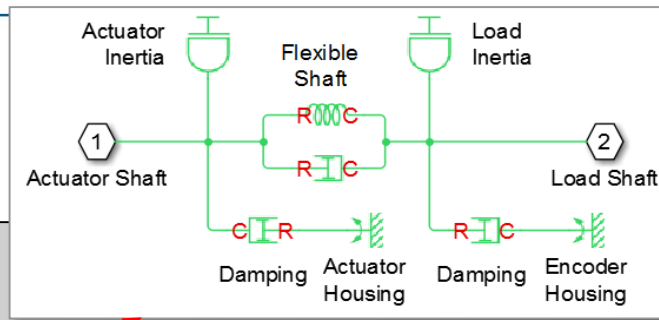 Actuator
Inertia
Load
Inertia
Flexible
Shaft
R C
1
2
R C
Actuator Shaft
Load Shaft
C R
R C
Damping
Actuator
Housing
Damping
Encoder
Housing